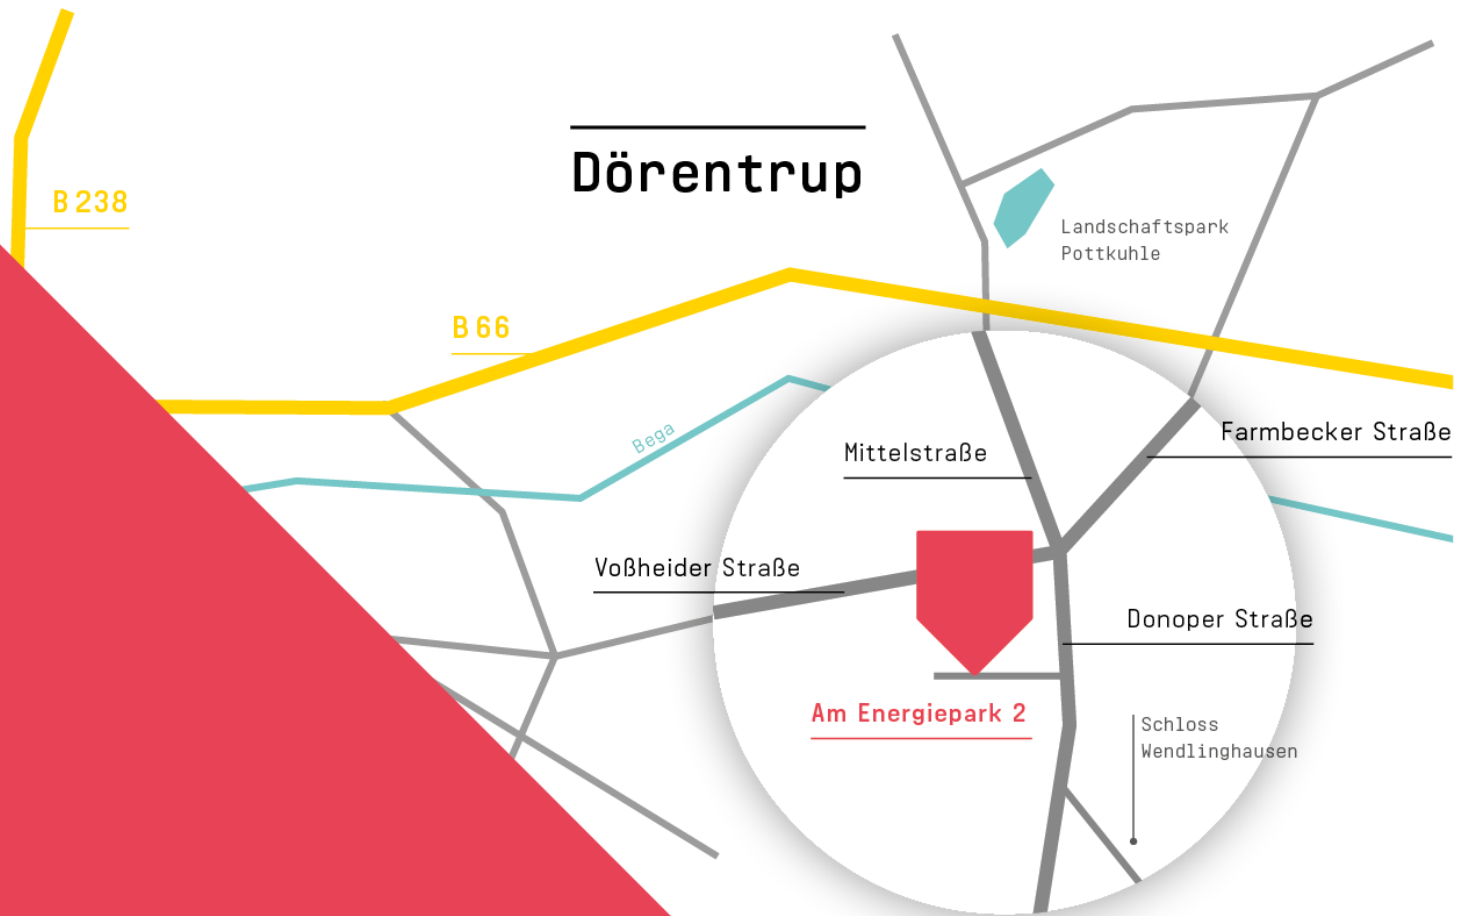 Dörentrup
B 238
Landschaftspark
Pottkuhle
B 66
Bega
Mittelstraße
Farmbecker Straße
Voßheider Straße
Donoper Straße
Am Energiepark 2
Schloss
Wendlinghausen